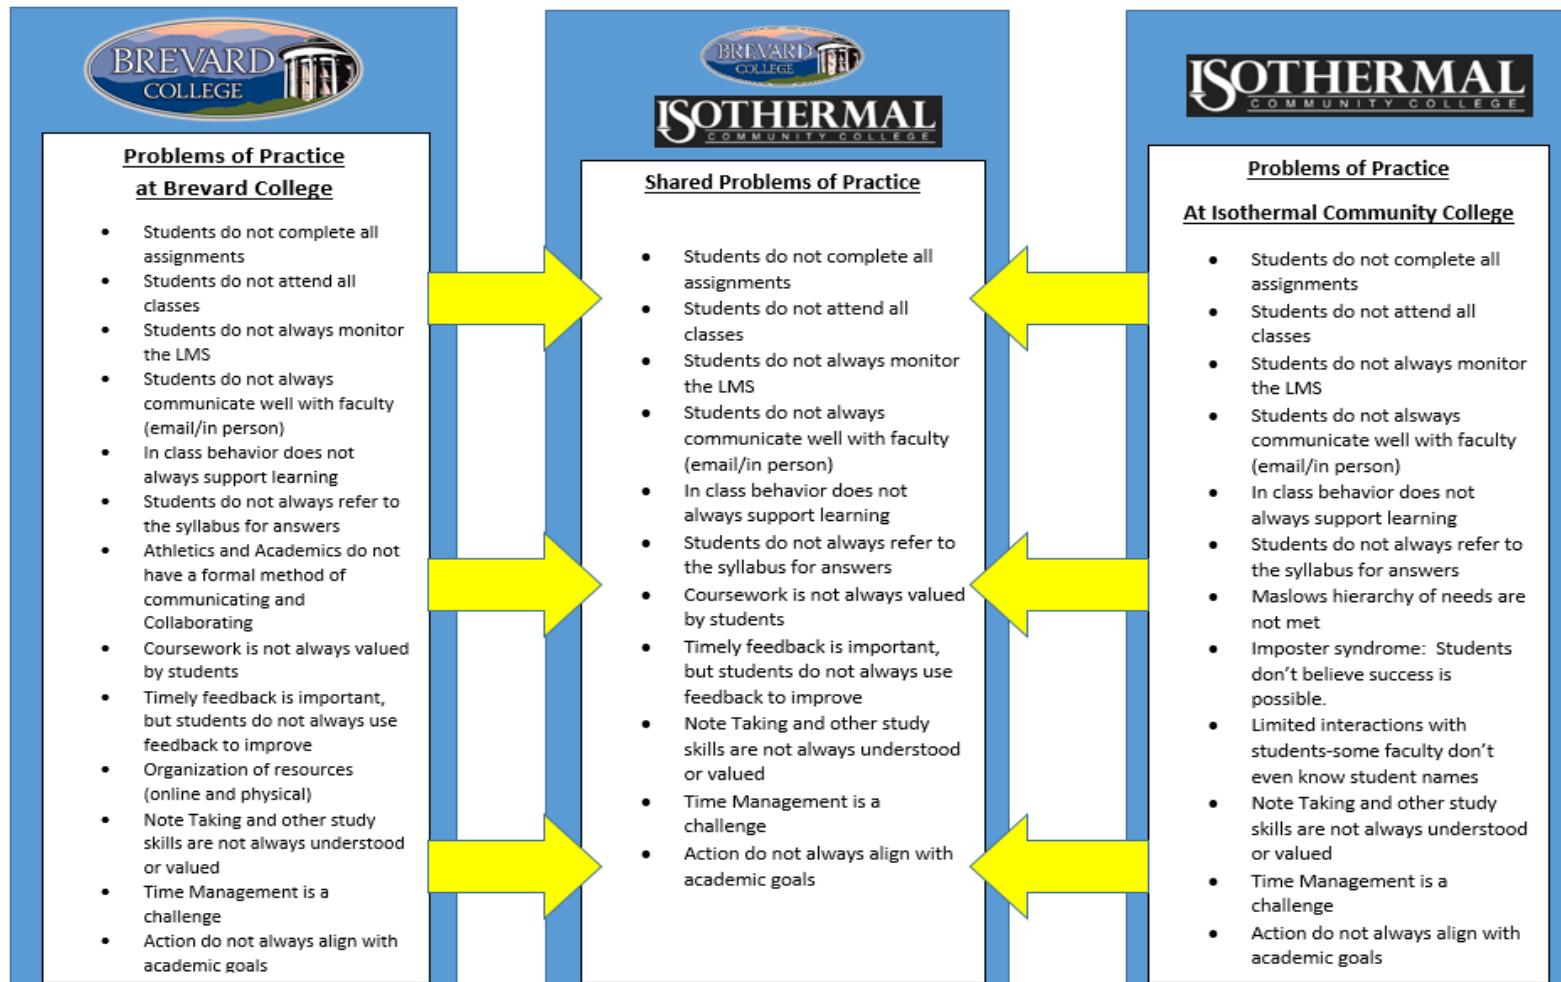 BREVARD
COLLEGE
Problems of Practice
at Brevard College
Students do not complete all
assignments
Students do not attend all
classes
Students do not always monitor
the LMS
Students do not always
communicate well with faculty
(email/in person)
In class behavior does not
always support learning
Students do not always refer to
the syllabus for answers
Athletics and Academics do not
have a formal method of
communicating and
Collaborating
Coursework is not always valued
by students
Timely feedback is important,
but students do not always use
feedback to improve
Organization of resources
(online and physical)
Note Taking and other study
skills are not always understood
or valued
Time Management is a
challenge
Action do not always align with
academic goals
BREVARD
COLLEGE
ISOTHERMAL
COMMUNITY COLLEGE
Shared Problems of Practice
Students do not complete all
assignments
Students do not attend all
classes
Students do not always monitor
the LMS
Students do not always
communicate well with faculty
(email/in person)
In class behavior does not
always support learning
Students do not always refer to
the syllabus for answers
Coursework is not always valued
by students
Timely feedback is important,
but students do not always use
feedback to improve
Note Taking and other study
skills are not always understood
or valued
Time Management is a
challenge
Action do not always align with
academic goals
ISOTHERMAL
COMMUNITY COLLEGE
Problems of Practice
At Isothermal Community College
Students do not complete all
assignments
Students do not attend all
classes
Students do not always monitor
the LMS
Students do not alsways
communicate well with faculty
(email/in person)
In class behavior does not
always support learning
Students do not always refer to
the syllabus for answers
Maslows hierarchy of needs are
not met
Imposter syndrome: Students
don't believe success is
possible.
Limited interactions with
students-some faculty don't
even know student names
Note Taking and other study
skills are not always understood
or valued
Time Management is a
challenge
Action do not always align with
academic goals